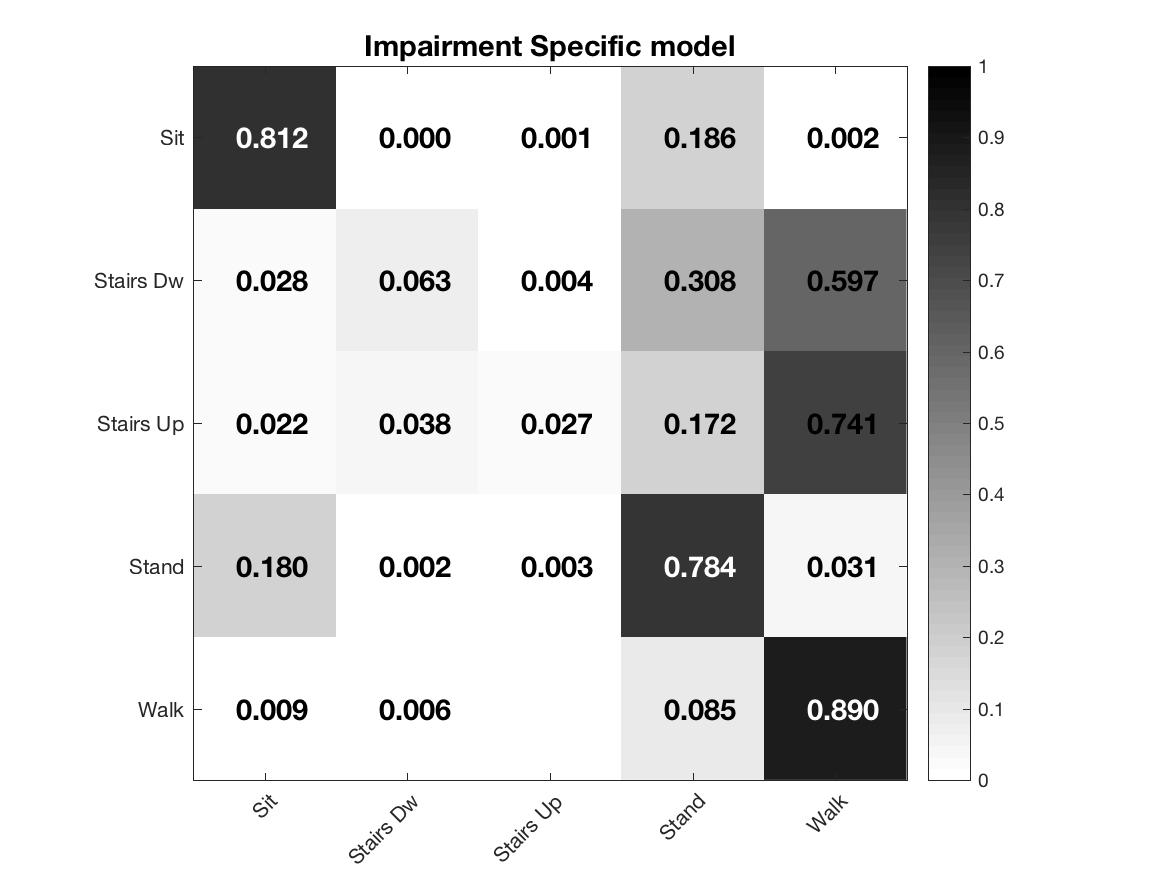 Impairment Specific model
Sit 0.812 0.000 0.001 0.186 0.002
Stairs Dw 0.028 0.063 0.004 0.308 0.597
Stairs Up 0.022 0.038 0.027 0.172 0.741
Stand 0.180 0.002 0.003 0.784 0.031
Walk 0.009 0.006 0.085 0.890
Sit Stairs Dw Stairs Up Stand Walk
1
0.9
0.8
0.7
0.6
0.5
0.4
0.3
0.2
0.1
0